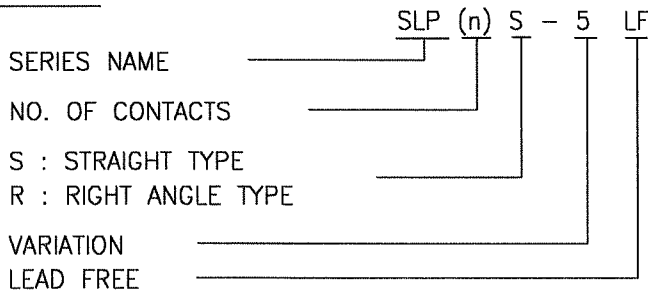 SLP (n) S - 5 LF
SERIES NAME
NO. OF CONTACTS
S : STRAIGHT TYPE
R : RIGHT ANGLE TYPE
VARIATION
LEAD FREE